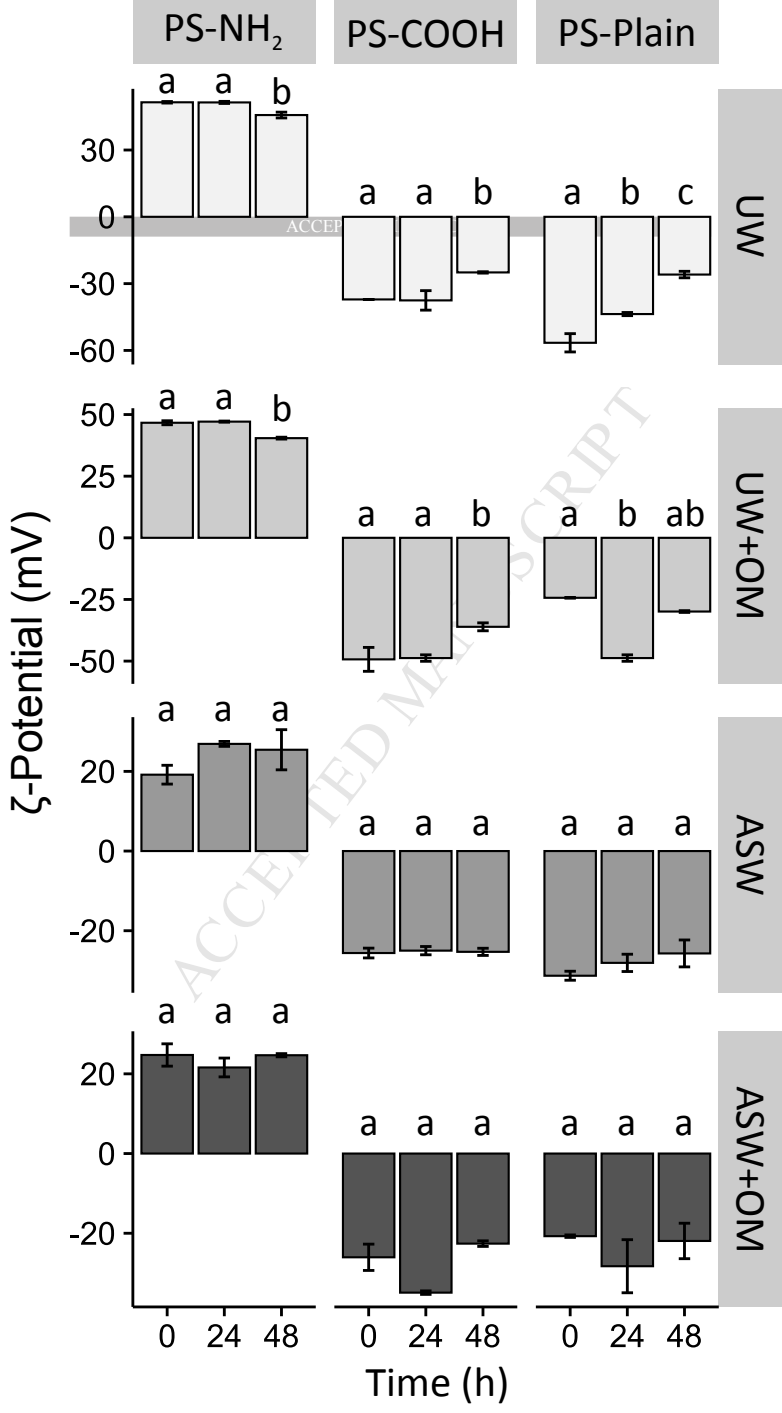 PS-NH₂ PS-COOH PS-Plain
a a b
30
0
-30
-60
a a b
a b c
UW
ACCEP
a a b
50
25
0
-25
-50
a a b
a b ab
UW+OM
a a a
20
0
-20
a a a
a a a
ASW
a a a
20
0
-20
a a a
a a a
ASW+OM
ζ-Potential (mV)
0 24 48 0 24 48 0 24 48
Time (h)
ACCEPTED MANUSCRIPT